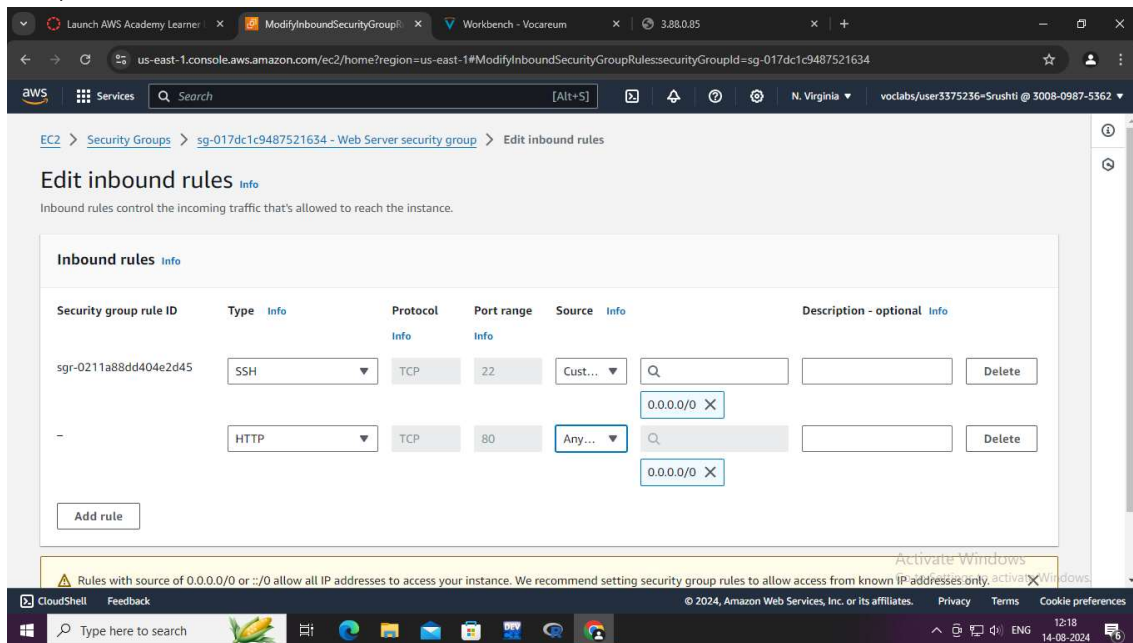 Launch AWS Academy Learner
ModifyInboundSecurityGroupR
Workbench - Vocareum
3.88.0.85
us-east-1.console.aws.amazon.com/ec2/home?region=us-east-1#ModifyInboundSecurityGroupRules:securityGroupId=sg-017dc1c9487521634
aws Services Search [Alt+S] N. Virginia ▼ voclabs/user3375236=Srushti @ 3008-0987-5362 ▼
EC2 > Security Groups > sg-017dc1c9487521634 - Web Server security group > Edit inbound rules
Edit inbound rules Info
Inbound rules control the incoming traffic that's allowed to reach the instance.
Inbound rules Info
Security group rule ID Type Info Protocol Info Port range Info Source Info Description - optional Info
sgr-0211a88dd404e2d45 SSH TCP 22 Cust... Delete
0.0.0.0/0
– HTTP TCP 80 Any... Delete
0.0.0.0/0
Add rule
Activate Windows
Rules with source of 0.0.0.0/0 or ::/0 allow all IP addresses to access your instance. We recommend setting security group rules to allow access from known IP addresses only.
CloudShell Feedback © 2024, Amazon Web Services, Inc. or its affiliates. Privacy Terms Cookie preferences
Type here to search DEV ENG 12:18
14-08-2024 6